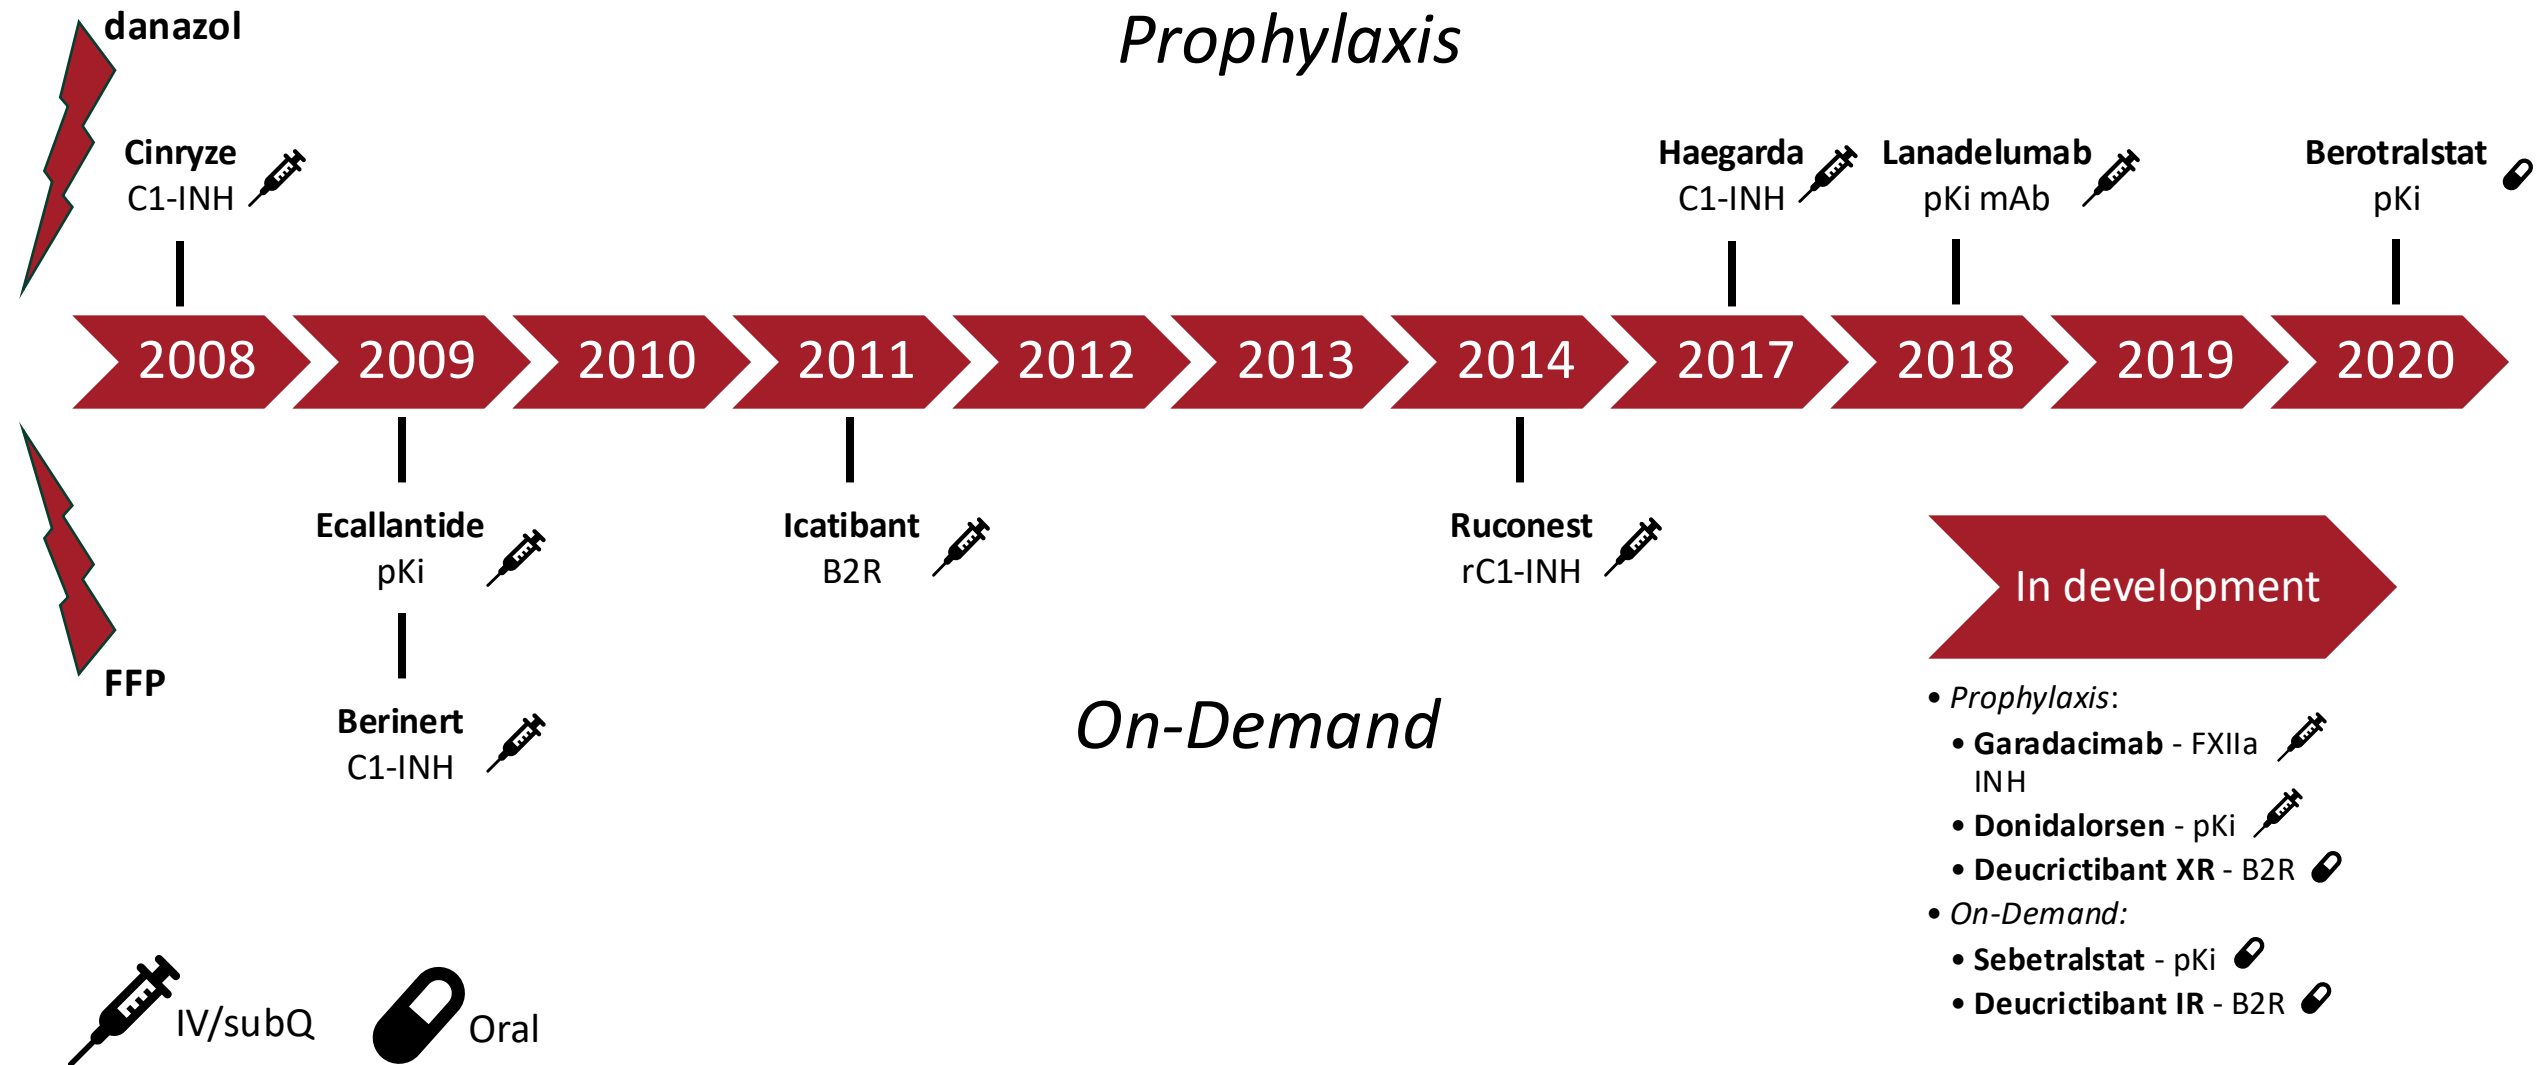 danazol
Prophylaxis
Cinryze
C1-INH
Haegarda
C1-INH
Lanadelumab
pKi mAb
Berotralstat
pKi
2008
2009
2010
2011
2012
2013
2014
2017
2018
2019
2020
Ecallantide
pKi
Berinert
C1-INH
Icatibant
B2R
Ruconest
rC1-INH
FFP
On-Demand
In development
• Prophylaxis:
• Garadacimab - FXIIa
INH
• Donidalorsen - pKi
• Deucrictibant XR - B2R
• On-Demand:
• Sebetralstat - pKi
• Deucrictibant IR - B2R
IV/subQ
Oral